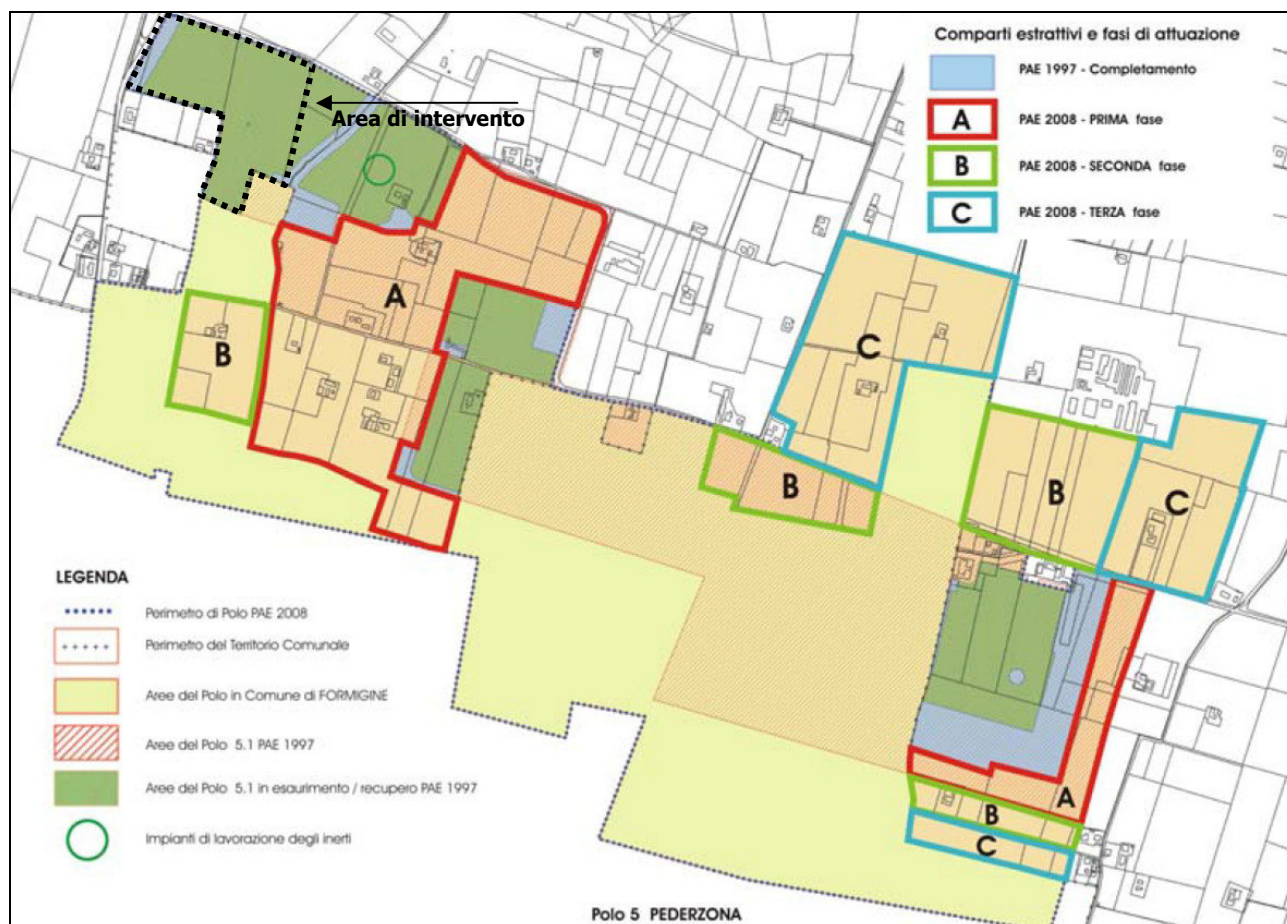 Comparti estrattivi e fasi di attuazione
PAE 1997 - Completamento
A PAE 2008 - PRIMA fase
B PAE 2008 - SECONDA fase
C PAE 2008 - TERZA fase
Area di intervento
A
B
C
B
B
C
A
B
C
LEGENDA
Perimetro di Polo PAE 2008
Perimetro del Territorio Comunale
Aree del Polo in Comune di FORMIGINE
Aree del Polo 5.1 PAE 1997
Aree del Polo 5.1 in esaurimento / recupero PAE 1997
Impianti di lavorazione degli inerti
Polo 5 PEDERZONA